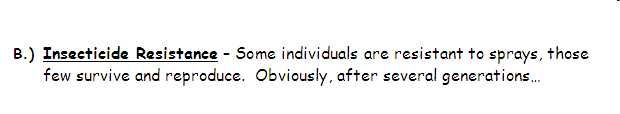 B.) Insecticide Resistance - Some individuals are resistant to sprays, those
few survive and reproduce.  Obviously, after several generations…